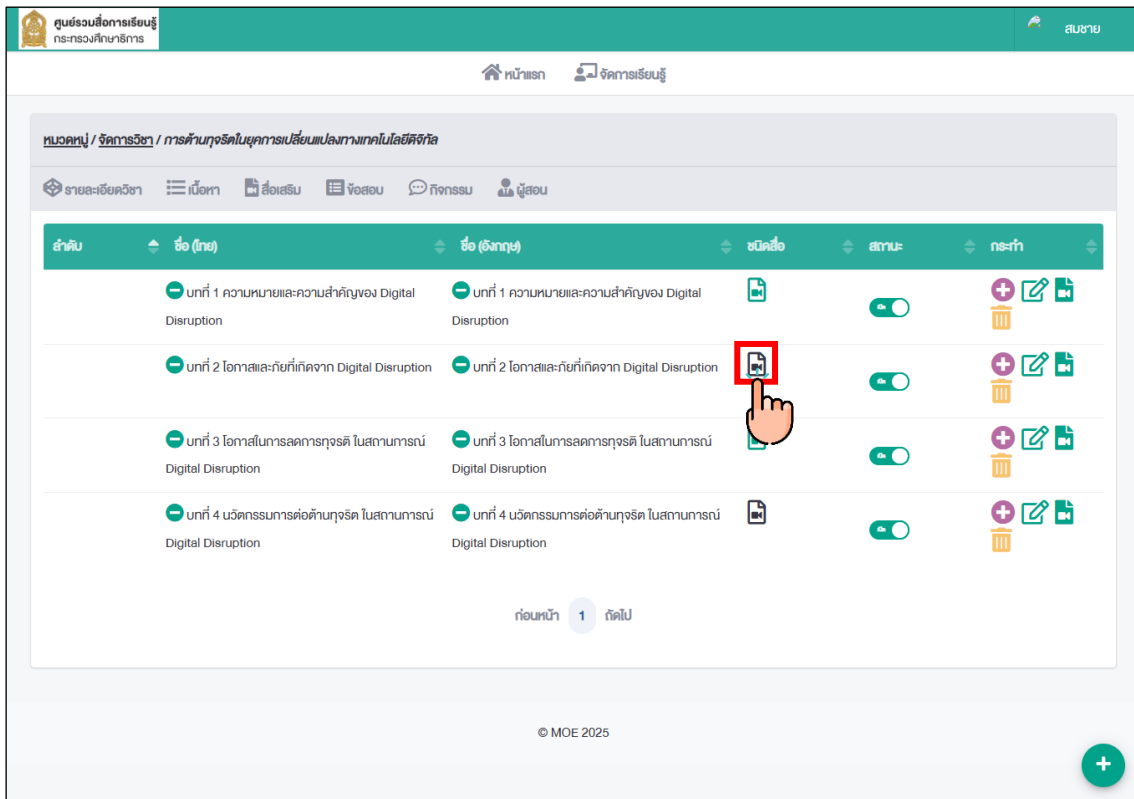 ศูนย์รวมสื่อการเรียนรู้
กระทรวงศึกษาธิการ
สมชาย
หน้าแรก จัดการเรียนรู้
หมวดหมู่ / จัดการวิชา / การต้านทุจริตในยุคการเปลี่ยนแปลงทางเทคโนโลยีดิจิทัล
รายละเอียดวิชา เนื้อหา สื่อเสริม ข้อสอบ กิจกรรม ผู้สอน
ลำดับ ชื่อ (ไทย) ชื่อ (อังกฤษ) ชนิดสื่อ สถานะ กระทำ
บทที่ 1 ความหมายและความสำคัญของ Digital บทที่ 1 ความหมายและความสำคัญของ Digital
Disruption Disruption
เปิด
บทที่ 2 โอกาสและภัยที่เกิดจาก Digital Disruption บทที่ 2 โอกาสและภัยที่เกิดจาก Digital Disruption
เปิด
บทที่ 3 โอกาสในการลดการทุจรติ ในสถานการณ์ บทที่ 3 โอกาสในการลดการทุจรติ ในสถานการณ์
Digital Disruption Digital Disruption
เปิด
บทที่ 4 นวัตกรรมการต่อต้านทุจริต ในสถานการณ์ บทที่ 4 นวัตกรรมการต่อต้านทุจริต ในสถานการณ์
Digital Disruption Digital Disruption
เปิด
ก่อนหน้า 1 ถัดไป
© MOE 2025